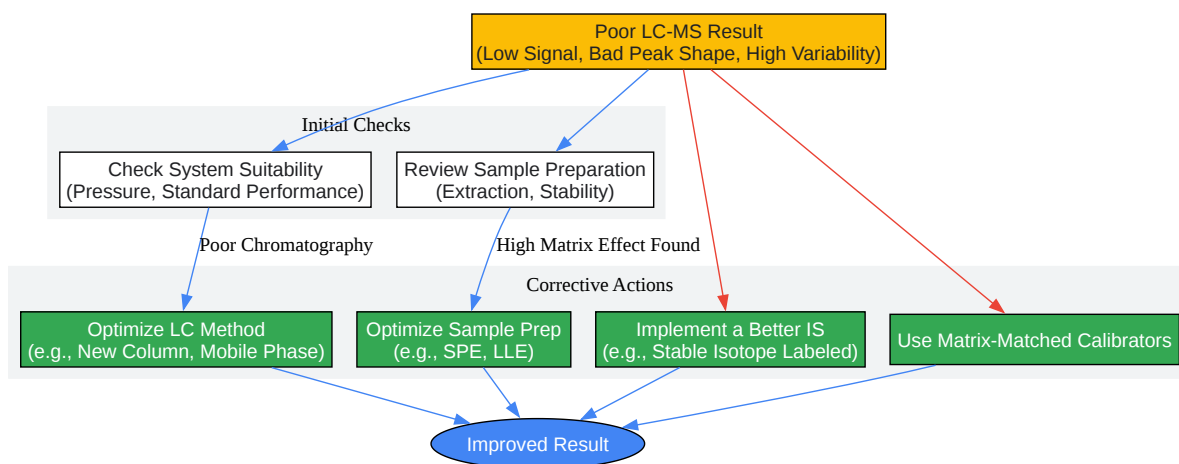 Poor LC-MS Result
(Low Signal, Bad Peak Shape, High Variability)
Initial Checks
Check System Suitability
(Pressure, Standard Performance)
Review Sample Preparation
(Extraction, Stability)
Poor Chromatography
High Matrix Effect Found
Corrective Actions
Optimize LC Method
(e.g., New Column, Mobile Phase)
Optimize Sample Prep
(e.g., SPE, LLE)
Implement a Better IS
(e.g., Stable Isotope Labeled)
Use Matrix-Matched Calibrators
Improved Result